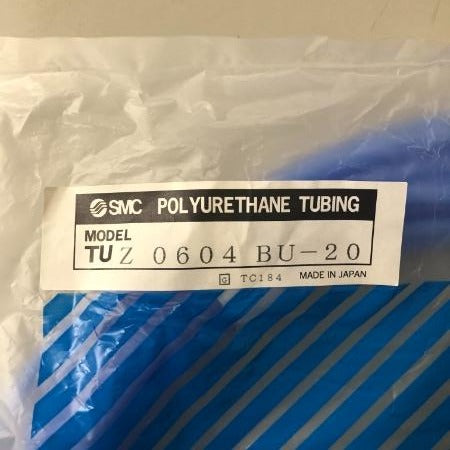 SMC POLYURETHANE TUBING
MODEL
TUZ 0604 BU-20
G TC184 MADE IN JAPAN